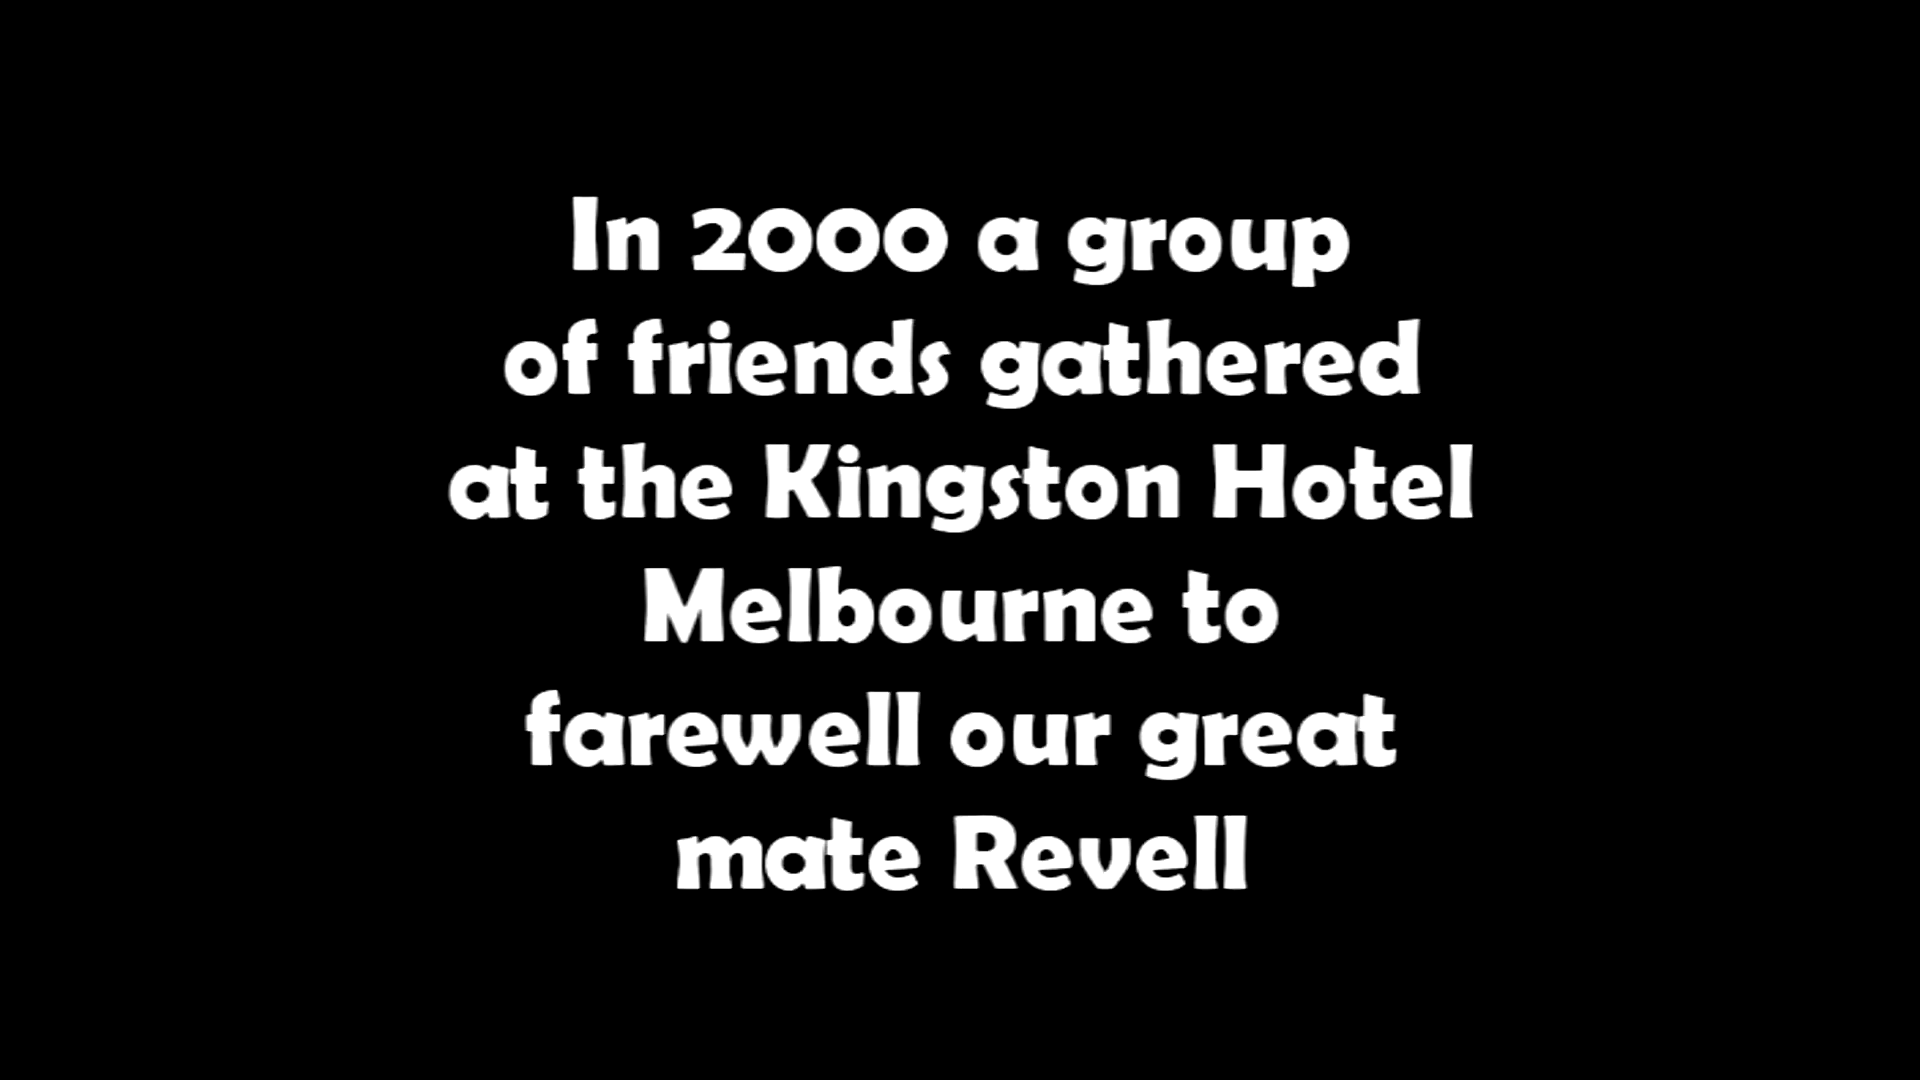 In 2000 a group
of friends gathered
at the Kingston Hotel
Melbourne to
farewell our great
mate Revell